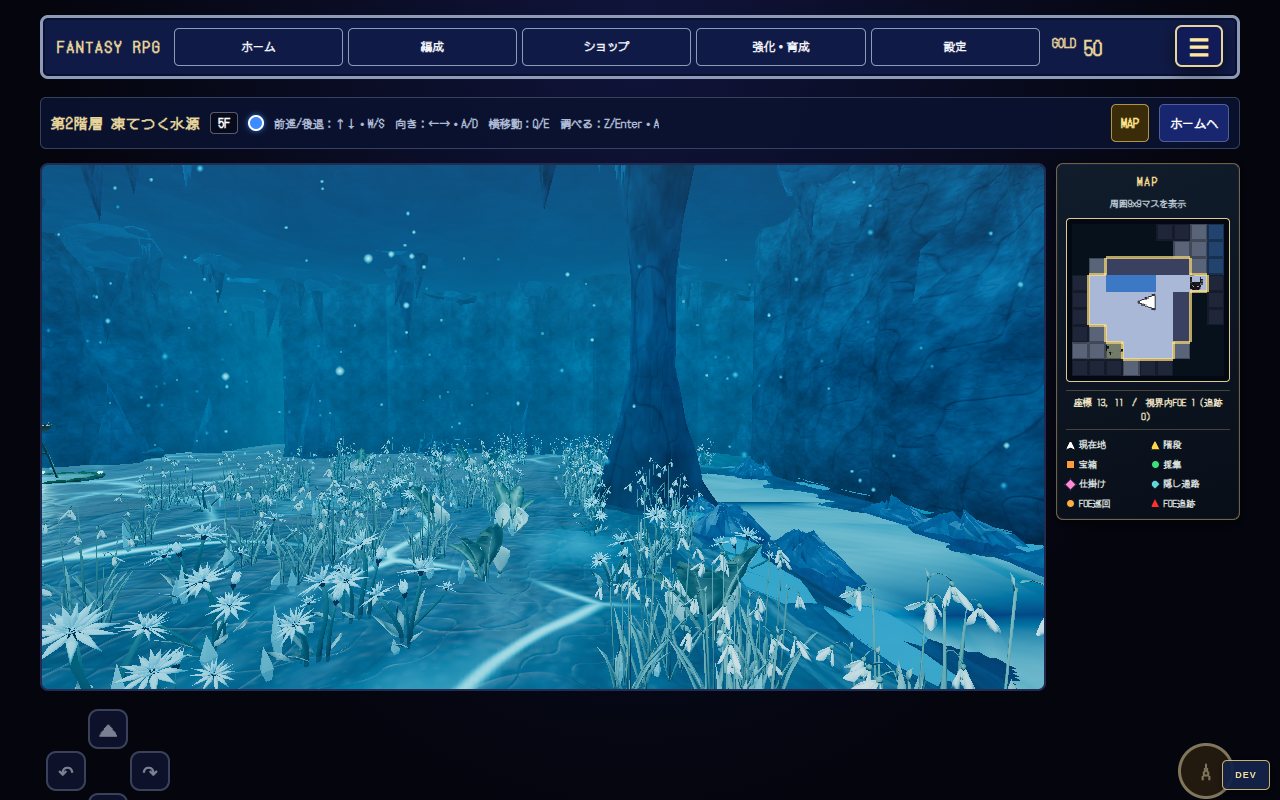 FANTASY RPG
ホーム
編成
ショップ
強化・育成
設定
GOLD 50
第2階層 凍てつく水源
5F
前進/後退：↑↓・W/S 向き：←→・A/D 横移動：Q/E 調べる：Z/Enter・A
MAP
ホームへ
MAP
周囲9x9マスを表示
座標 13, 11 / 視界内FOE 1（追跡
0）
現在地
階段
宝箱
採集
仕掛け
隠し通路
FOE巡回
FOE追跡
A
DEV